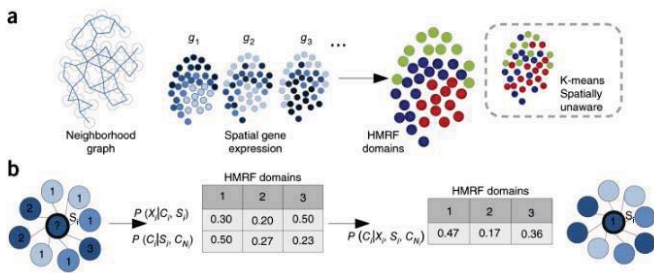 a
g1
g2
g3
...
Neighborhood
graph
Spatial gene
expression
HMRF
domains
K-means
Spatially
unaware
b
1
1
2
Si
?
1
2
1
1
3
HMRF domains
1 2 3
P (Xi|Ci, Si) 0.30 0.20 0.50
P (Ci|Si, CNi) 0.50 0.27 0.23
HMRF domains
1 2 3
P (Ci|Xi, Si, CNi) 0.47 0.17 0.36
Si
1